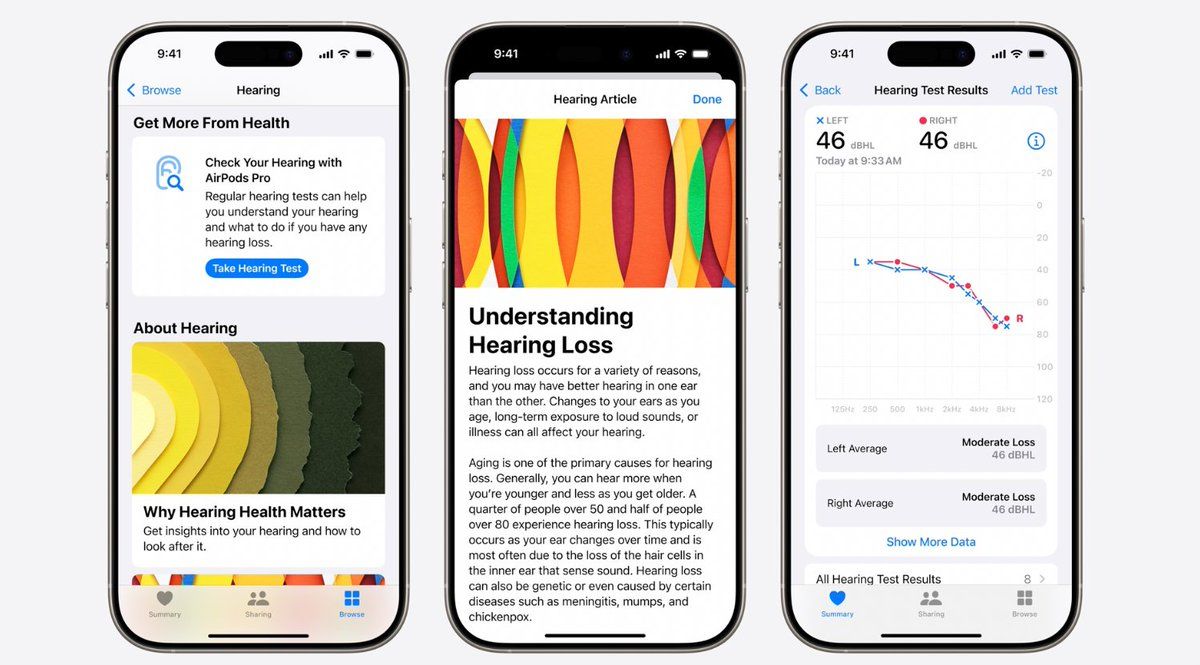 9:41
Browse
Hearing
Get More From Health
Check Your Hearing with
AirPods Pro
Regular hearing tests can help
you understand your hearing
and what to do if you have any
hearing loss.
Take Hearing Test
About Hearing
Why Hearing Health Matters
Get insights into your hearing and how to
look after it.
Summary
Sharing
Browse
9:41
Hearing Article
Done
Understanding
Hearing Loss
Hearing loss occurs for a variety of reasons,
and you may have better hearing in one ear
than the other. Changes to your ears as you
age, long-term exposure to loud sounds, or
illness can all affect your hearing.
Aging is one of the primary causes for hearing
loss. Generally, you can hear more when
you're younger and less as you get older. A
quarter of people over 50 and half of people
over 80 experience hearing loss. This typically
occurs as your ear changes over time and is
most often due to the loss of the hair cells in
the inner ear that sense sound. Hearing loss
can also be genetic or even caused by certain
diseases such as meningitis, mumps, and
chickenpox.
9:41
Back
Hearing Test Results
Add Test
LEFT
46 dBHL
RIGHT
46 dBHL
Today at 9:33 AM
-20
0
20
40
60
80
100
120
L
R
125Hz 250 500 1kHz 2kHz 4kHz 8kHz
Left Average
Moderate Loss
46 dBHL
Right Average
Moderate Loss
46 dBHL
Show More Data
All Hearing Test Results 8
Summary
Sharing
Browse